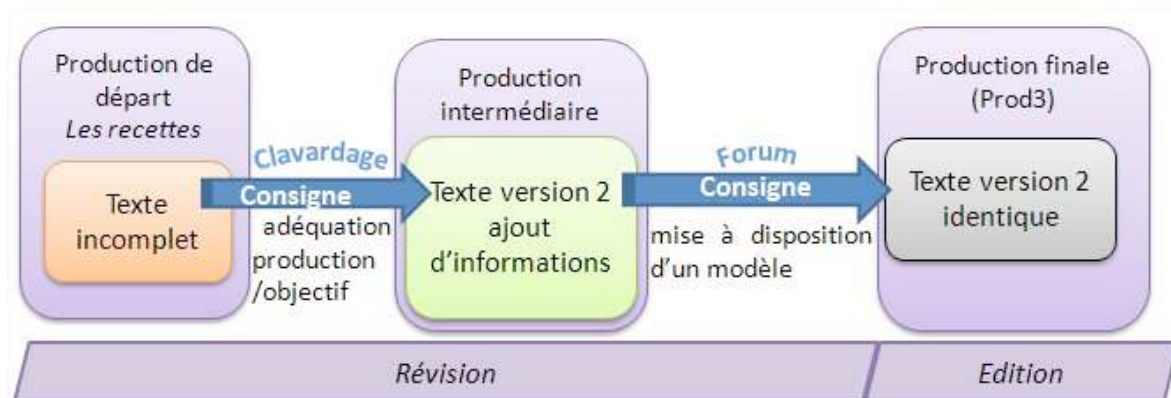 Production de
départ
Les recettes
Texte
incomplet
Clavardage
Consigne
adéquation
production
/objectif
Production
intermédiaire
Texte version 2
ajout
d'informations
Forum
Consigne
mise à disposition
d'un modèle
Production finale
(Prod3)
Texte version 2
identique
Révision
Edition